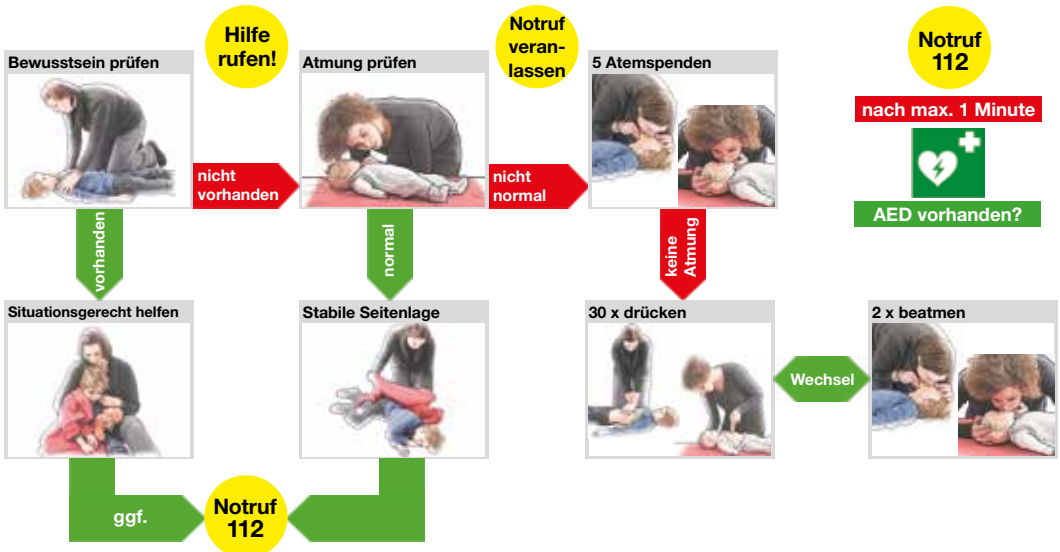 Hilfe
rufen!
Notruf
veran-
lassen
Notruf
112
Bewusstsein prüfen
Atmung prüfen
5 Atemspenden
nach max. 1 Minute
nicht
vorhanden
nicht
normal
AED vorhanden?
vorhanden
normal
keine
Atmung
Situationsgerecht helfen
Stabile Seitenlage
30 x drücken
2 x beatmen
Wechsel
ggf.
Notruf
112